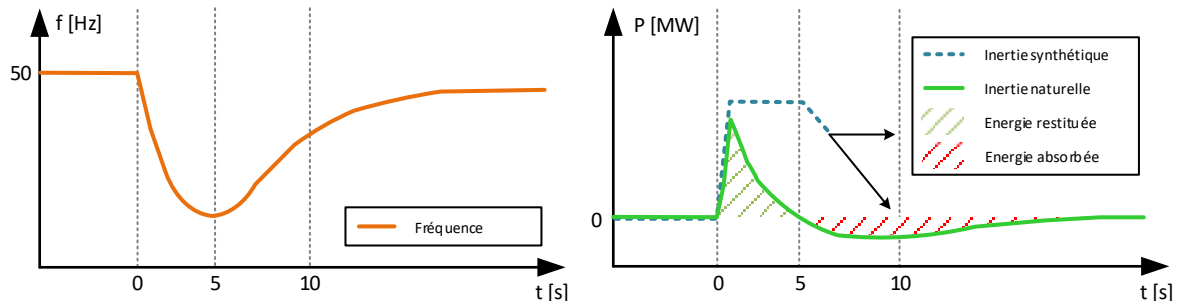 f [Hz]
50
Fréquence
0
5
10
t [s]
P [MW]
Inertie synthétique
Inertie naturelle
Energie restituée
Energie absorbée
0
0
5
10
t [s]